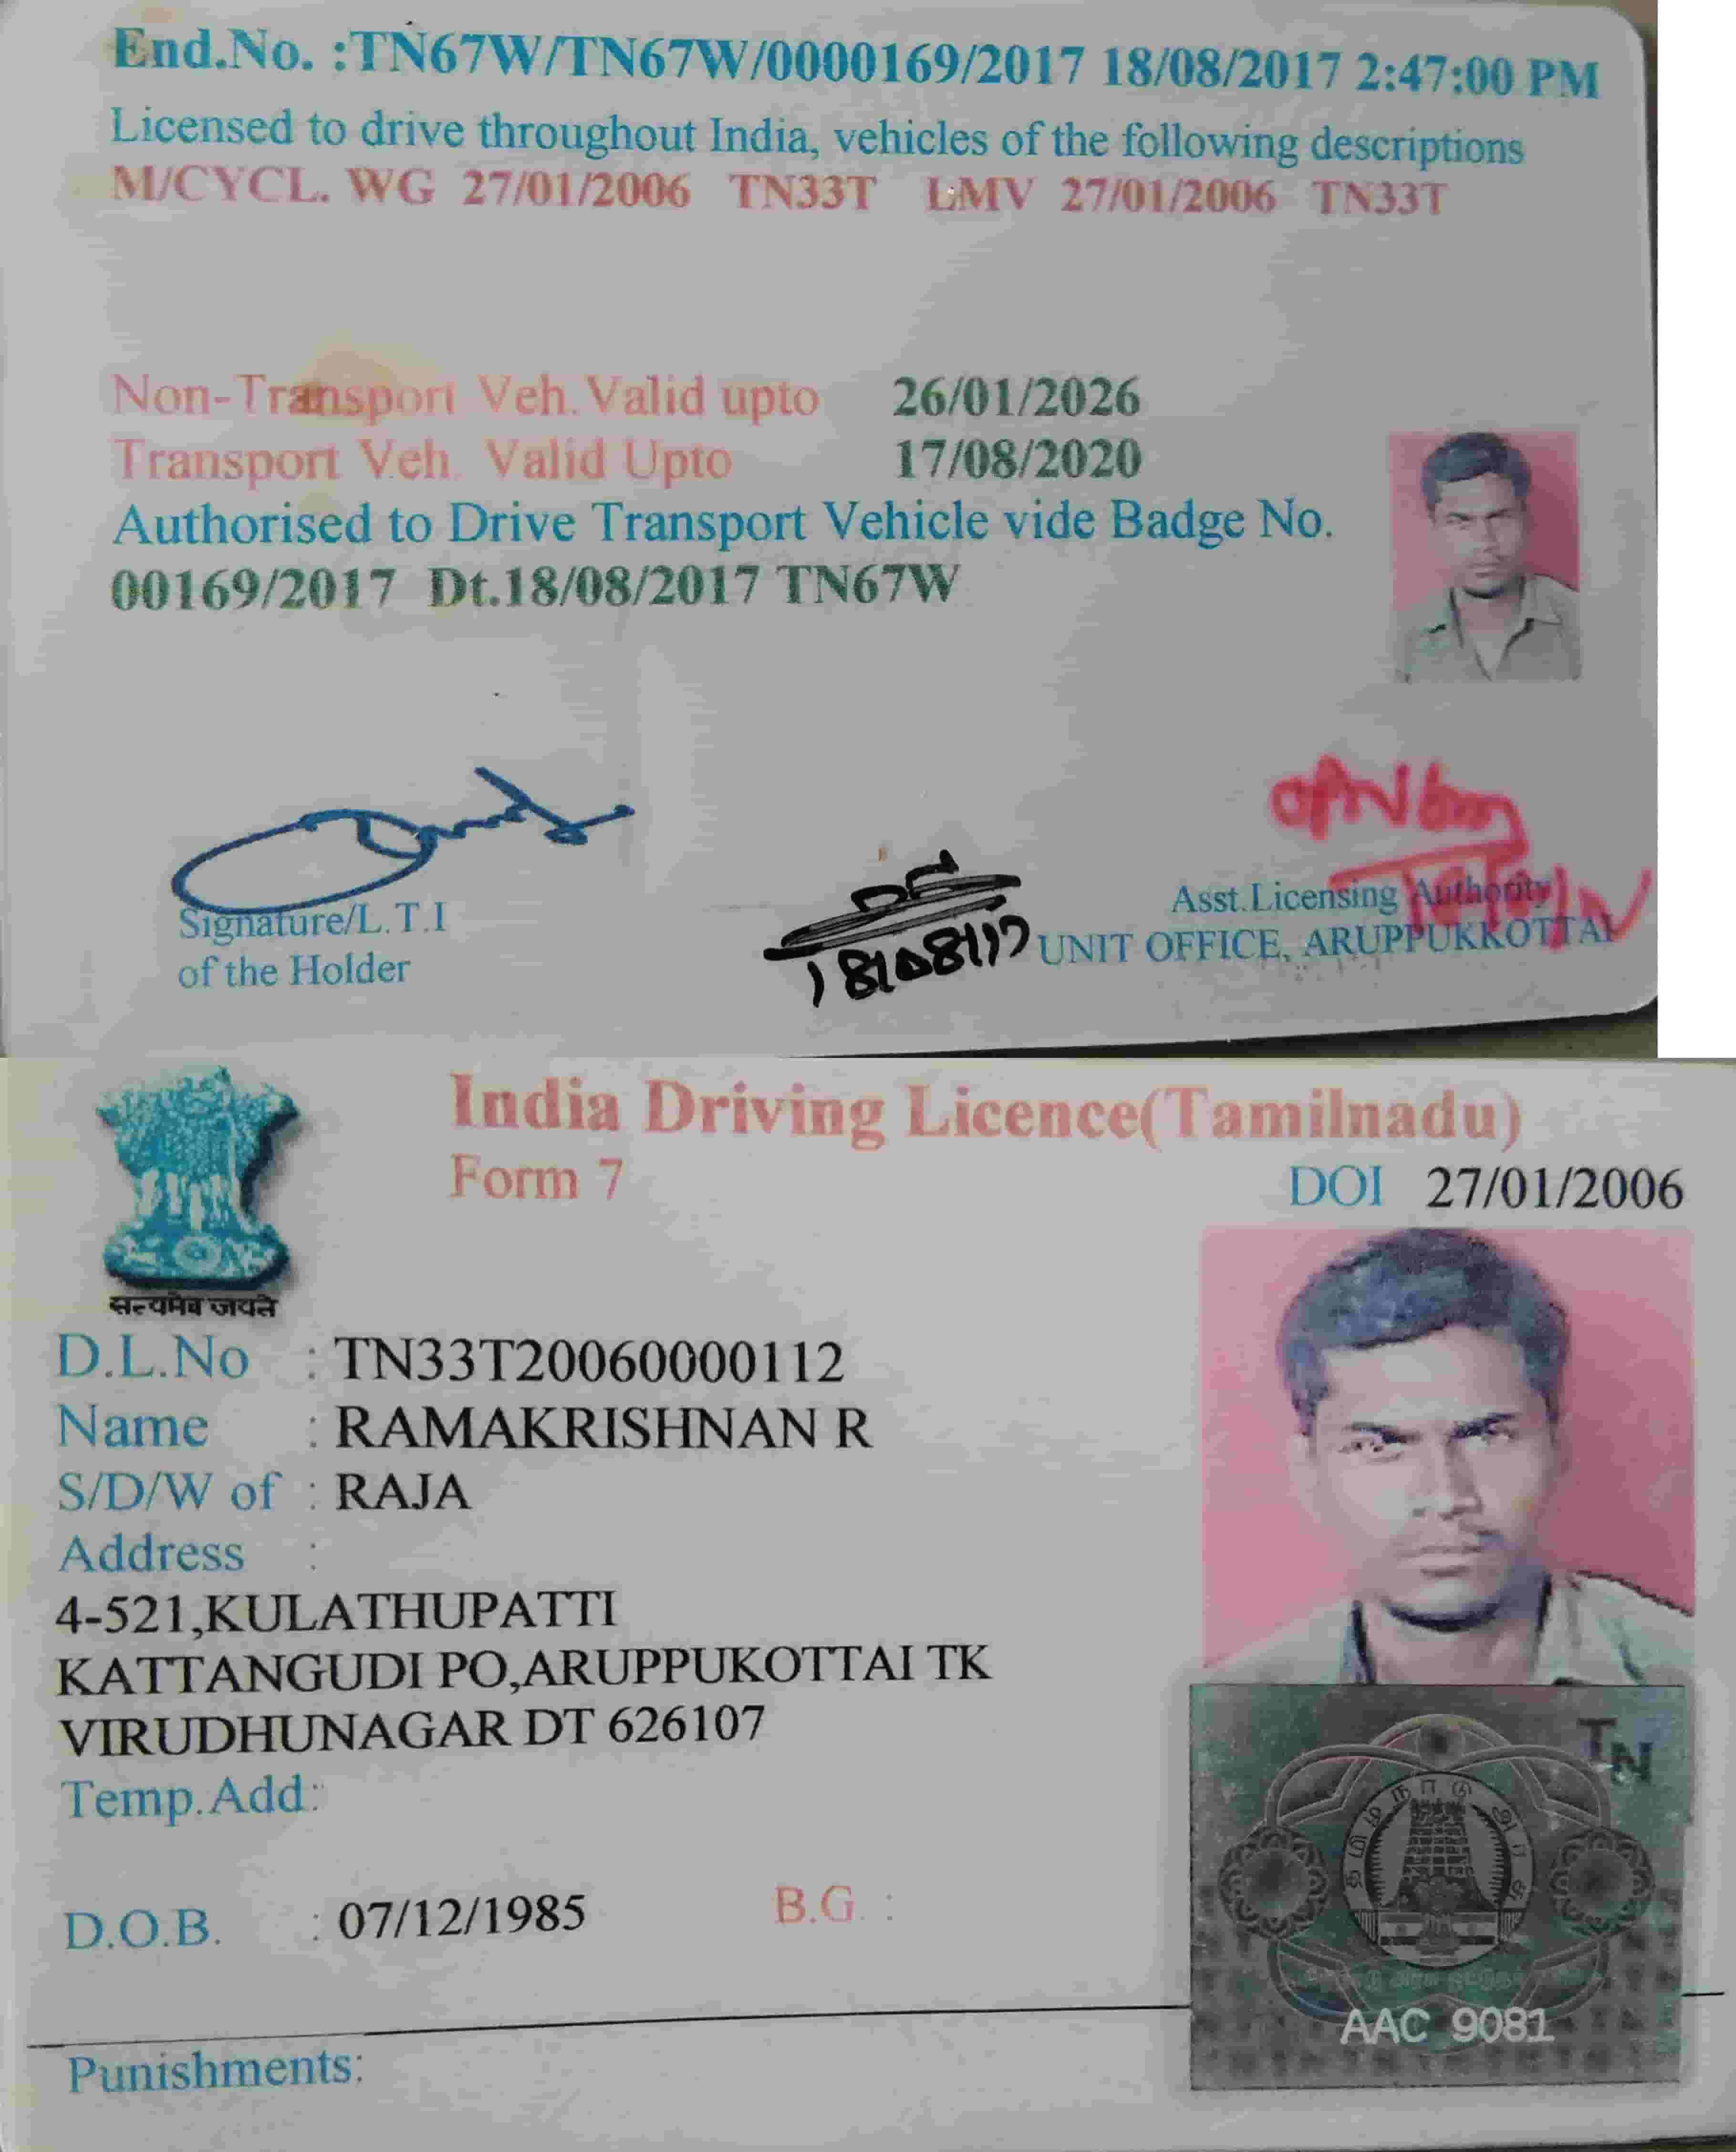 End.No. :TN67W/TN67W/0000169/2017 18/08/2017 2:47:00 PM
Licensed to drive throughout India, vehicles of the following descriptions
M/CYCL. WG 27/01/2006 TN33T LMV 27/01/2006 TN33T
Non-Transport Veh. Valid upto 26/01/2026
Transport Veh. Valid Upto 17/08/2020
Authorised to Drive Transport Vehicle vide Badge No.
00169/2017 Dt.18/08/2017 TN67W
Signature/L.T.I
of the Holder
18/08/17
Asst.Licensing Authority
UNIT OFFICE, ARUPPUKKOTTAI
India Driving Licence(Tamilnadu)
Form 7
DOI 27/01/2006
सत्यमेव जयते
D.L.No : TN33T20060000112
Name : RAMAKRISHNAN R
S/D/W of : RAJA
Address :
4-521,KULATHUPATTI
KATTANGUDI PO,ARUPPUKOTTAI TK
VIRUDHUNAGAR DT 626107
Temp.Add:
TN
தமிழ்நாடு அரசு
D.O.B. : 07/12/1985 B.G. :
AAC 9081
Punishments: